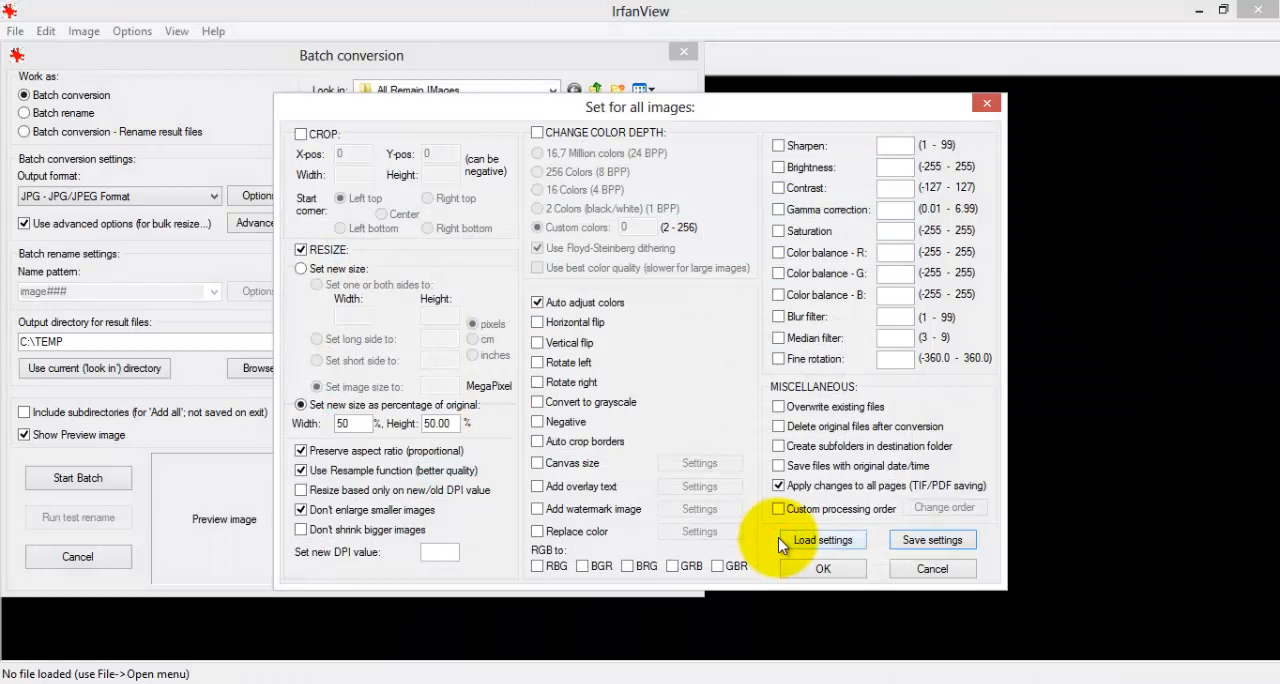 IrfanView
File Edit Image Options View Help
Batch conversion
Work as:
Batch conversion
Batch rename
Batch conversion - Rename result files
Batch conversion settings:
Output format:
JPG - JPG/JPEG Format
Use advanced options (for bulk resize...)
Batch rename settings:
Name pattern:
image###
Output directory for result files:
C:\TEMP
Use current ('look in') directory
Include subdirectories (for 'Add all'; not saved on exit)
Show Preview image
Start Batch
Run test rename
Cancel
Preview image
Look in:
All Remain IMages
Set for all images:
CROP:
X-pos: 0 Y-pos: 0 (can be negative)
Width: Height:
Start corner:
Left top Right top
Center
Left bottom Right bottom
RESIZE:
Set new size:
Set one or both sides to:
Width: Height:
pixels
Set long side to: cm
Set short side to: inches
Set image size to: MegaPixel
Set new size as percentage of original:
Width: 50 %, Height: 50.00 %
Preserve aspect ratio (proportional)
Use Resample function (better quality)
Resize based only on new/old DPI value
Don't enlarge smaller images
Don't shrink bigger images
Set new DPI value:
CHANGE COLOR DEPTH:
16,7 Million colors (24 BPP)
256 Colors (8 BPP)
16 Colors (4 BPP)
2 Colors (black/white) (1 BPP)
Custom colors: 0 (2 - 256)
Use Floyd-Steinberg dithering
Use best color quality (slower for large images)
Auto adjust colors
Horizontal flip
Vertical flip
Rotate left
Rotate right
Convert to grayscale
Negative
Auto crop borders
Canvas size Settings
Add overlay text Settings
Add watermark image Settings
Replace color Settings
RGB to:
RBG BGR BRG GRB GBR
Sharpen: (1 - 99)
Brightness: (-255 - 255)
Contrast: (-127 - 127)
Gamma correction: (0.01 - 6.99)
Saturation (-255 - 255)
Color balance - R: (-255 - 255)
Color balance - G: (-255 - 255)
Color balance - B: (-255 - 255)
Blur filter: (1 - 99)
Median filter: (3 - 9)
Fine rotation: (-360.0 - 360.0)
MISCELLANEOUS:
Overwrite existing files
Delete original files after conversion
Create subfolders in destination folder
Save files with original date/time
Apply changes to all pages (TIF/PDF saving)
Custom processing order Change order
Load settings Save settings
OK Cancel
No file loaded (use File->Open menu)